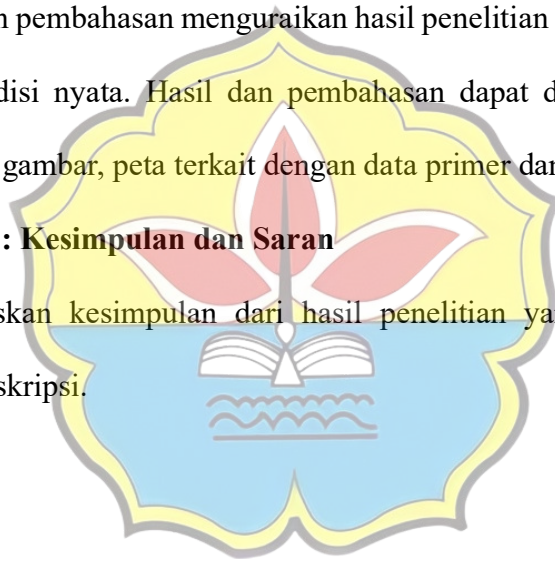 pembahasan menguraikan hasil penelitian
disi nyata. Hasil dan pembahasan dapat d
gambar, peta terkait dengan data primer dar
: Kesimpulan dan Saran
skan kesimpulan dari hasil penelitian ya
skripsi.